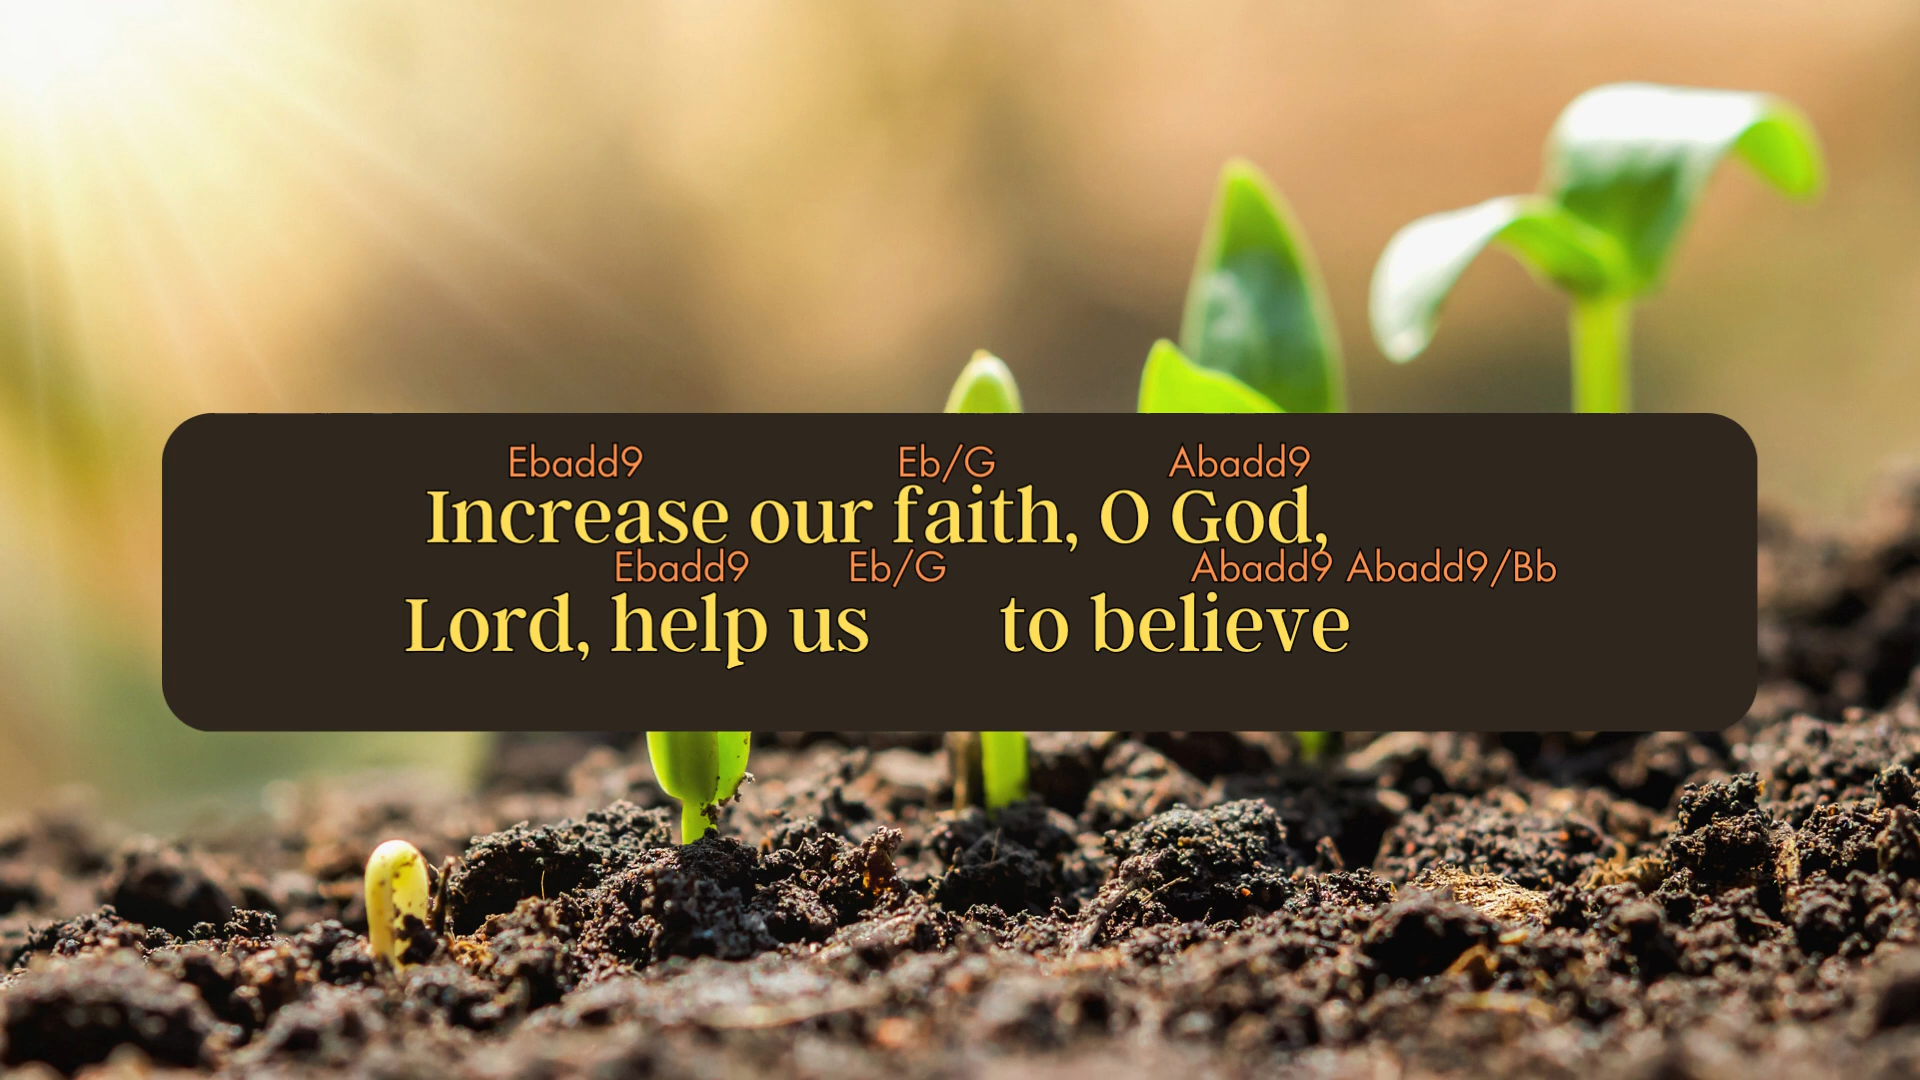 Ebadd9 Eb/G Abadd9
Increase our faith, O God,
Ebadd9 Eb/G Abadd9 Abadd9/Bb
Lord, help us to believe